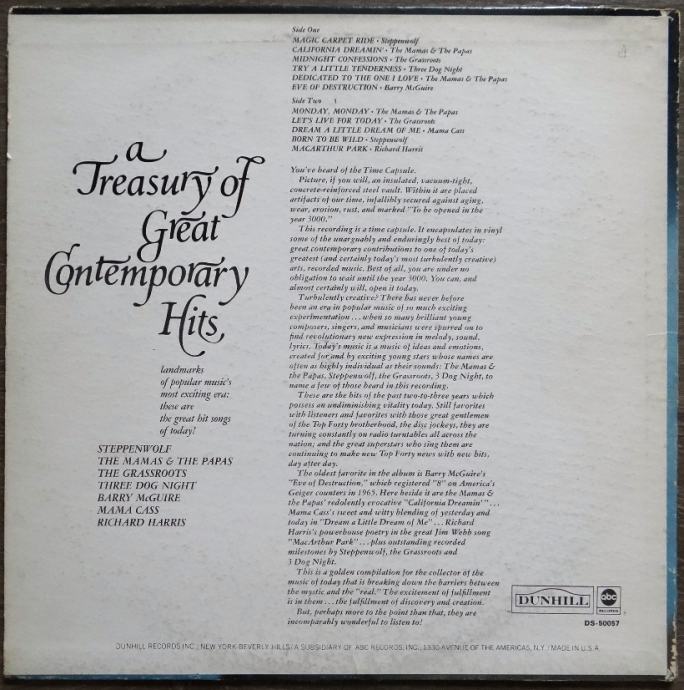 Side One
MAGIC CARPET RIDE • Steppenwolf
CALIFORNIA DREAMIN' • The Mamas & The Papas
MIDNIGHT CONFESSIONS • The Grassroots
TRY A LITTLE TENDERNESS • Three Dog Night
DEDICATED TO THE ONE I LOVE • The Mamas & The Papas
EVE OF DESTRUCTION • Barry McGuire
Side Two
MONDAY, MONDAY • The Mamas & The Papas
LET'S LIVE FOR TODAY • The Grassroots
DREAM A LITTLE DREAM OF ME • Mama Cass
BORN TO BE WILD • Steppenwolf
MACARTHUR PARK • Richard Harris
a
Treasury of
Great
Contemporary
Hits
landmarks
of popular music's
most exciting era:
these are
the great hit songs
of today!
STEPPENWOLF
THE MAMAS & THE PAPAS
THE GRASSROOTS
THREE DOG NIGHT
BARRY McGUIRE
MAMA CASS
RICHARD HARRIS
You've heard of the Time Capsule.
Picture, if you will, an insulated, vacuum-tight,
concrete-reinforced steel vault. Within it are placed
artifacts of our time, infallibly secured against aging,
wear, erosion, rust, and marked "To be opened in the
year 3000."
This recording is a time capsule. It encapsulates in vinyl
some of the unarguably and enduringly best of today:
great contemporary contributions to one of today's
greatest (and certainly today's most turbulently creative)
arts, recorded music. Best of all, you are under no
obligation to wait until the year 3000. You can, and
almost certainly will, open it today.
Turbulently creative? There has never before
been an era in popular music of so much exciting
experimentation . . . when so many brilliant young
composers, singers, and musicians were spurred on to
find revolutionary new expression in melody, sound,
lyrics. Today's music is a music of ideas and emotions,
created for and by exciting young stars whose names are
often as highly individual as their sounds: The Mamas &
the Papas, Steppenwolf, the Grassroots, 3 Dog Night, to
name a few of those heard in this recording.
These are the hits of the past two-to-three years which
possess an undiminishing vitality today. Still favorites
with listeners and favorites with those great gentlemen
of the Top Forty brotherhood, the disc jockeys, they are
turning constantly on radio turntables all across the
nation; and the great superstars who sing them are
continuing to make new Top Forty news with new hits,
day after day.
The oldest favorite in the album is Barry McGuire's
"Eve of Destruction," which registered "8" on America's
Geiger counters in 1965. Here beside it are the Mamas &
the Papas' redolently evocative "California Dreamin'" . . .
Mama Cass's sweet and witty blending of yesterday and
today in "Dream a Little Dream of Me" . . . Richard
Harris's powerhouse poetry in the great Jim Webb song
"MacArthur Park" . . . plus outstanding recorded
milestones by Steppenwolf, the Grassroots and
3 Dog Night.
This is a golden compilation for the collector of the
music of today that is breaking down the barriers between
the mystic and the "real." The excitement of fulfillment
is in them . . . the fulfillment of discovery and creation.
But, perhaps more to the point than that, they are
incomparably wonderful to listen to!
DUNHILL
abc
RECORDS
DS-50057
DUNHILL RECORDS INC., NEW YORK-BEVERLY HILLS/A SUBSIDIARY OF ABC RECORDS, INC., 1330 AVENUE OF THE AMERICAS, N.Y. / MADE IN U.S.A.